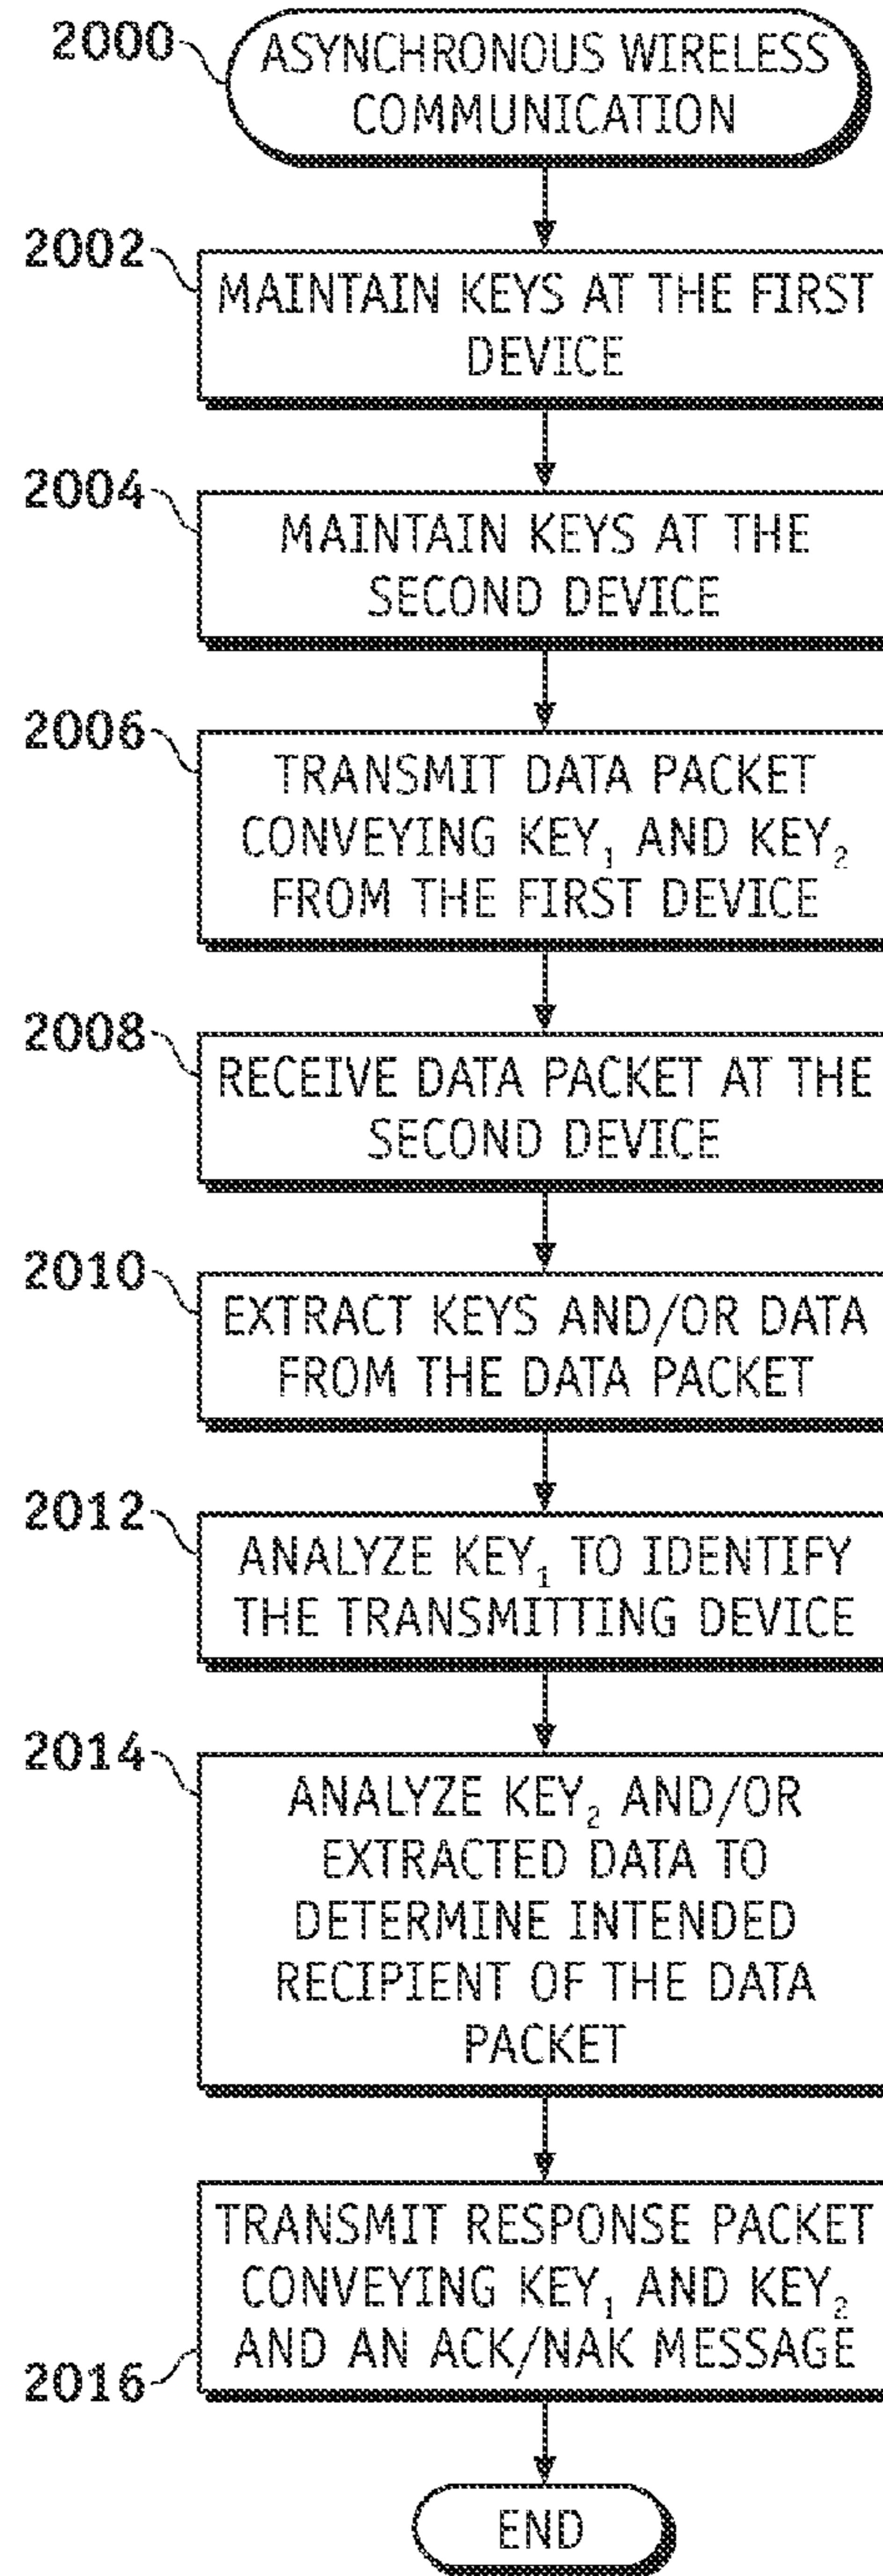 2000
ASYNCHRONOUS WIRELESS
COMMUNICATION
2002
MAINTAIN KEYS AT THE FIRST
DEVICE
2004
MAINTAIN KEYS AT THE
SECOND DEVICE
2006
TRANSMIT DATA PACKET
CONVEYING KEY₁ AND KEY₂
FROM THE FIRST DEVICE
2008
RECEIVE DATA PACKET AT THE
SECOND DEVICE
2010
EXTRACT KEYS AND/OR DATA
FROM THE DATA PACKET
2012
ANALYZE KEY₁ TO IDENTIFY
THE TRANSMITTING DEVICE
2014
ANALYZE KEY₂ AND/OR
EXTRACTED DATA TO
DETERMINE INTENDED
RECIPIENT OF THE DATA
PACKET
TRANSMIT RESPONSE PACKET
CONVEYING KEY₁ AND KEY₂
AND AN ACK/NAK MESSAGE
2016
END